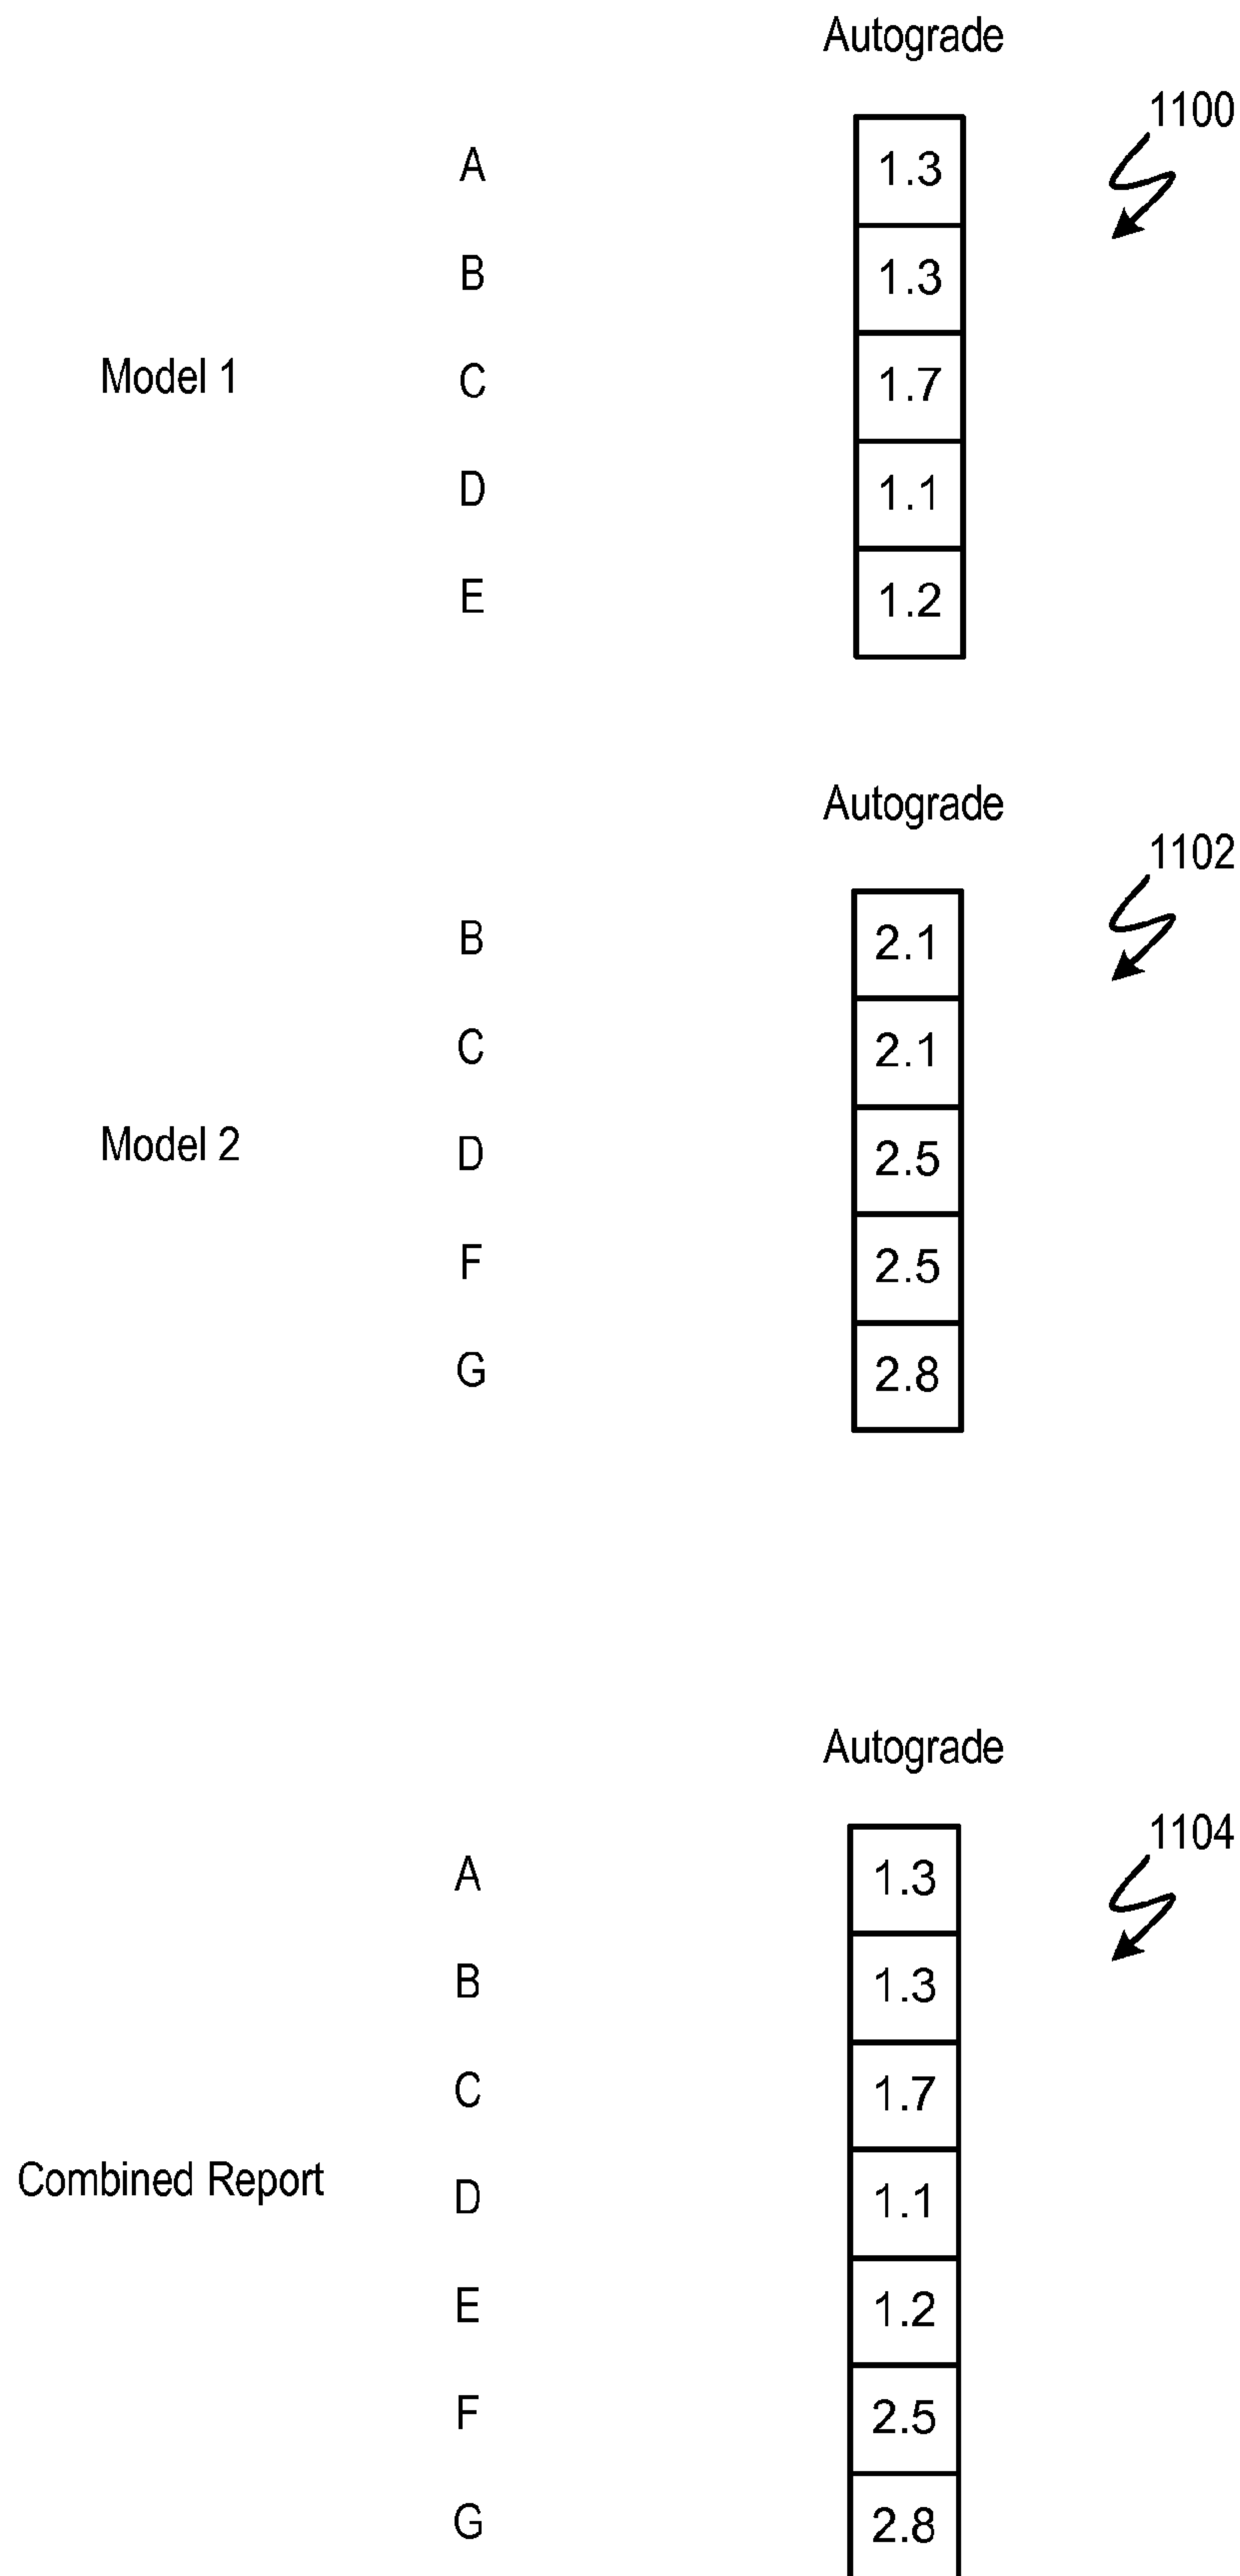 Autograde
1100
A 1.3
B 1.3
Model 1 C 1.7
D 1.1
E 1.2
Autograde
1102
B 2.1
C 2.1
Model 2 D 2.5
F 2.5
G 2.8
Autograde
1104
A 1.3
B 1.3
C 1.7
Combined Report D 1.1
E 1.2
F 2.5
G 2.8